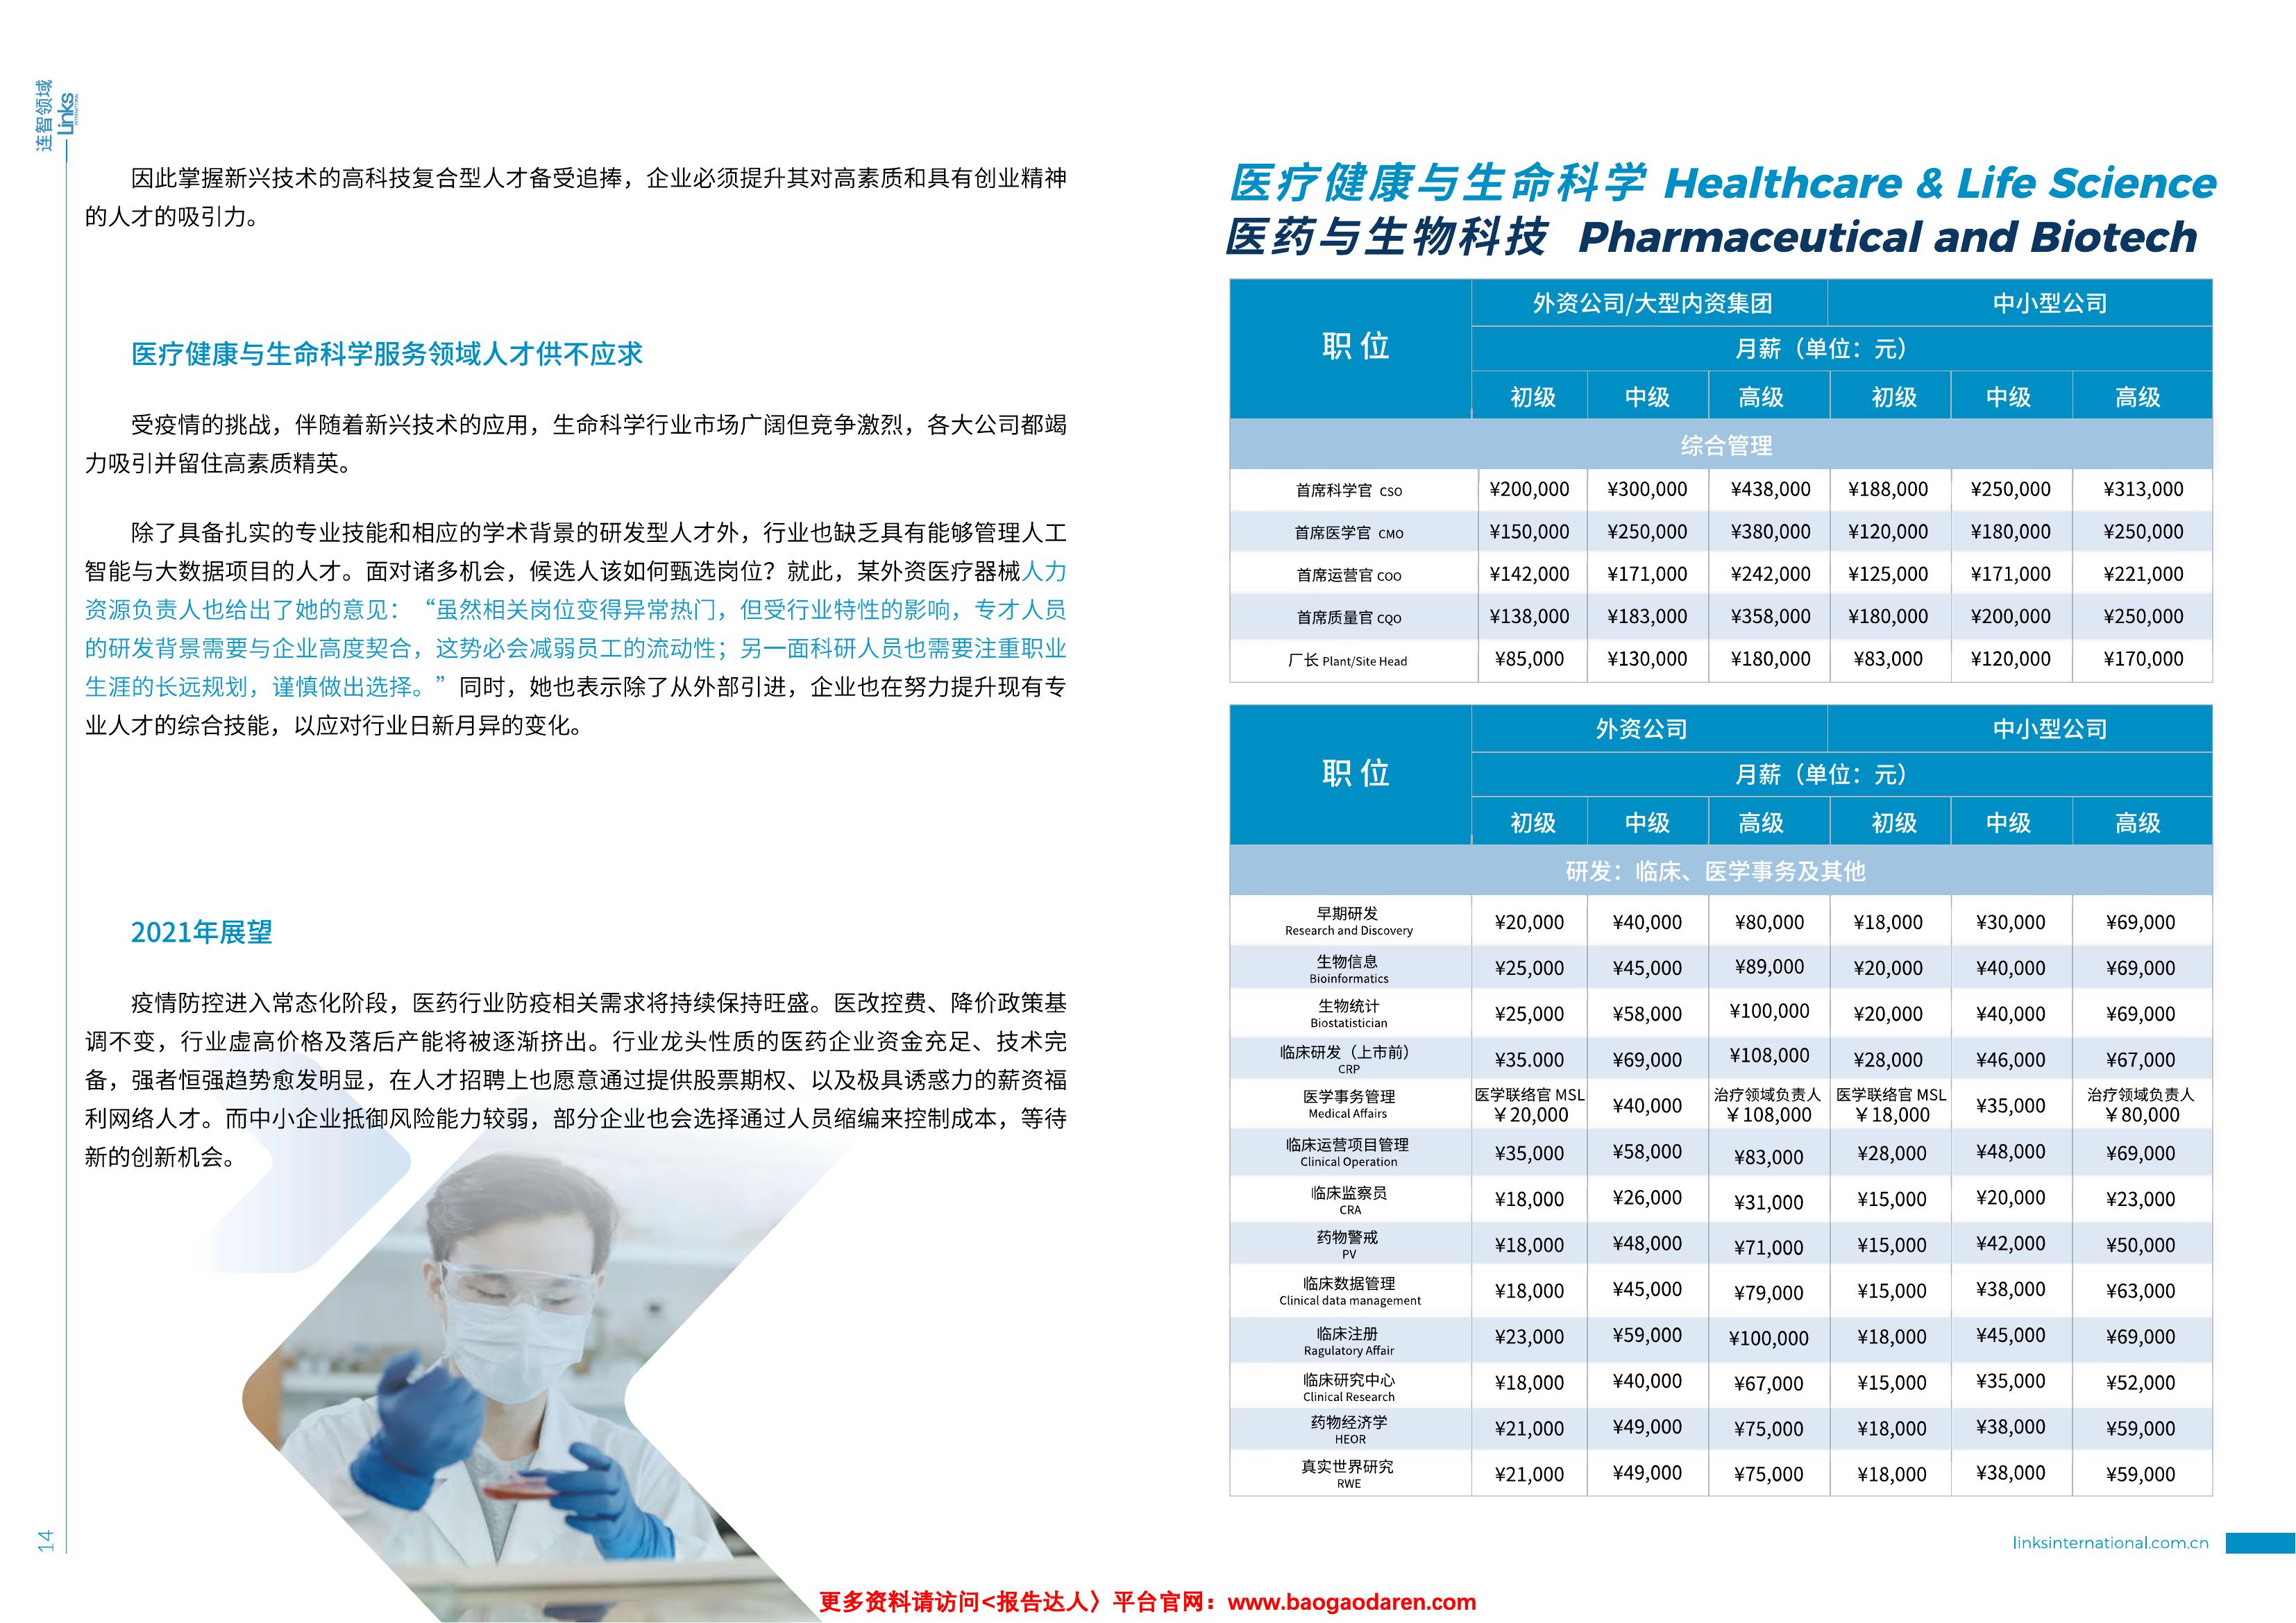 连智领域
Links
INTERNATIONAL
因此掌握新兴技术的高科技复合型人才备受追捧，企业必须提升其对高素质和具有创业精神
的人才的吸引力。
医疗健康与生命科学服务领域人才供不应求
受疫情的挑战，伴随着新兴技术的应用，生命科学行业市场广阔但竞争激烈，各大公司都竭
力吸引并留住高素质精英。
除了具备扎实的专业技能和相应的学术背景的研发型人才外，行业也缺乏具有能够管理人工
智能与大数据项目的人才。面对诸多机会，候选人该如何甄选岗位？就此，某外资医疗器械人力
资源负责人也给出了她的意见：“虽然相关岗位变得异常热门，但受行业特性的影响，专才人员
的研发背景需要与企业高度契合，这势必会减弱员工的流动性；另一面科研人员也需要注重职业
生涯的长远规划，谨慎做出选择。”同时，她也表示除了从外部引进，企业也在努力提升现有专
业人才的综合技能，以应对行业日新月异的变化。
2021年展望
疫情防控进入常态化阶段，医药行业防疫相关需求将持续保持旺盛。医改控费、降价政策基
调不变，行业虚高价格及落后产能将被逐渐挤出。行业龙头性质的医药企业资金充足、技术完
备，强者恒强趋势愈发明显，在人才招聘上也愿意通过提供股票期权、以及极具诱惑力的薪资福
利网络人才。而中小企业抵御风险能力较弱，部分企业也会选择通过人员缩编来控制成本，等待
新的创新机会。
14
医疗健康与生命科学 Healthcare & Life Science
医药与生物科技 Pharmaceutical and Biotech
职位 外资公司/大型内资集团 中小型公司
月薪（单位：元）
初级 中级 高级 初级 中级 高级
综合管理
首席科学官 CSO ¥200,000 ¥300,000 ¥438,000 ¥188,000 ¥250,000 ¥313,000
首席医学官 CMO ¥150,000 ¥250,000 ¥380,000 ¥120,000 ¥180,000 ¥250,000
首席运营官 COO ¥142,000 ¥171,000 ¥242,000 ¥125,000 ¥171,000 ¥221,000
首席质量官 CQO ¥138,000 ¥183,000 ¥358,000 ¥180,000 ¥200,000 ¥250,000
厂长 Plant/Site Head ¥85,000 ¥130,000 ¥180,000 ¥83,000 ¥120,000 ¥170,000
职位 外资公司 中小型公司
月薪（单位：元）
初级 中级 高级 初级 中级 高级
研发：临床、医学事务及其他
早期研发
Research and Discovery ¥20,000 ¥40,000 ¥80,000 ¥18,000 ¥30,000 ¥69,000
生物信息
Bioinformatics ¥25,000 ¥45,000 ¥89,000 ¥20,000 ¥40,000 ¥69,000
生物统计
Biostatistician ¥25,000 ¥58,000 ¥100,000 ¥20,000 ¥40,000 ¥69,000
临床研发（上市前）
CRP ¥35.000 ¥69,000 ¥108,000 ¥28,000 ¥46,000 ¥67,000
医学事务管理 医学联络官 MSL 治疗领域负责人 医学联络官 MSL 治疗领域负责人
Medical Affairs ¥20,000 ¥40,000 ¥108,000 ¥18,000 ¥35,000 ¥80,000
临床运营项目管理
Clinical Operation ¥35,000 ¥58,000 ¥83,000 ¥28,000 ¥48,000 ¥69,000
临床监察员
CRA ¥18,000 ¥26,000 ¥31,000 ¥15,000 ¥20,000 ¥23,000
药物警戒
PV ¥18,000 ¥48,000 ¥71,000 ¥15,000 ¥42,000 ¥50,000
临床数据管理
Clinical data management ¥18,000 ¥45,000 ¥79,000 ¥15,000 ¥38,000 ¥63,000
临床注册
Ragulatory Affair ¥23,000 ¥59,000 ¥100,000 ¥18,000 ¥45,000 ¥69,000
临床研究中心
Clinical Research ¥18,000 ¥40,000 ¥67,000 ¥15,000 ¥35,000 ¥52,000
药物经济学
HEOR ¥21,000 ¥49,000 ¥75,000 ¥18,000 ¥38,000 ¥59,000
真实世界研究
RWE ¥21,000 ¥49,000 ¥75,000 ¥18,000 ¥38,000 ¥59,000
linksinternational.com.cn
更多资料请访问<报告达人〉平台官网：www.baogaodaren.com